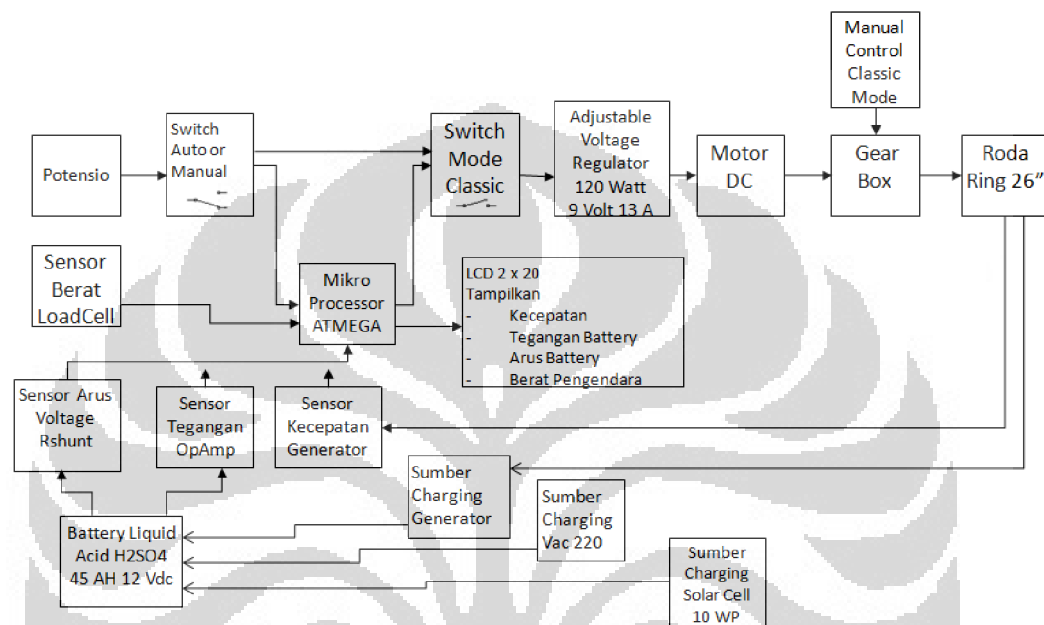 Manual
Control
Classic
Mode
Potensio
Switch
Auto or
Manual
Switch
Mode
Classic
Adjustable
Voltage
Regulator
120 Watt
9 Volt 13 A
Motor
DC
Gear
Box
Roda
Ring 26”
Sensor
Berat
LoadCell
Mikro
Processor
ATMEGA
LCD 2 x 20
Tampilkan
- Kecepatan
- Tegangan Battery
- Arus Battery
- Berat Pengendara
Sensor Arus
Voltage
Rshunt
Sensor
Tegangan
OpAmp
Sensor
Kecepatan
Generator
Sumber
Charging
Generator
Sumber
Charging
Vac 220
Battery Liquid
Acid H2SO4
45 AH 12 Vdc
Sumber
Charging
Solar Cell
10 WP